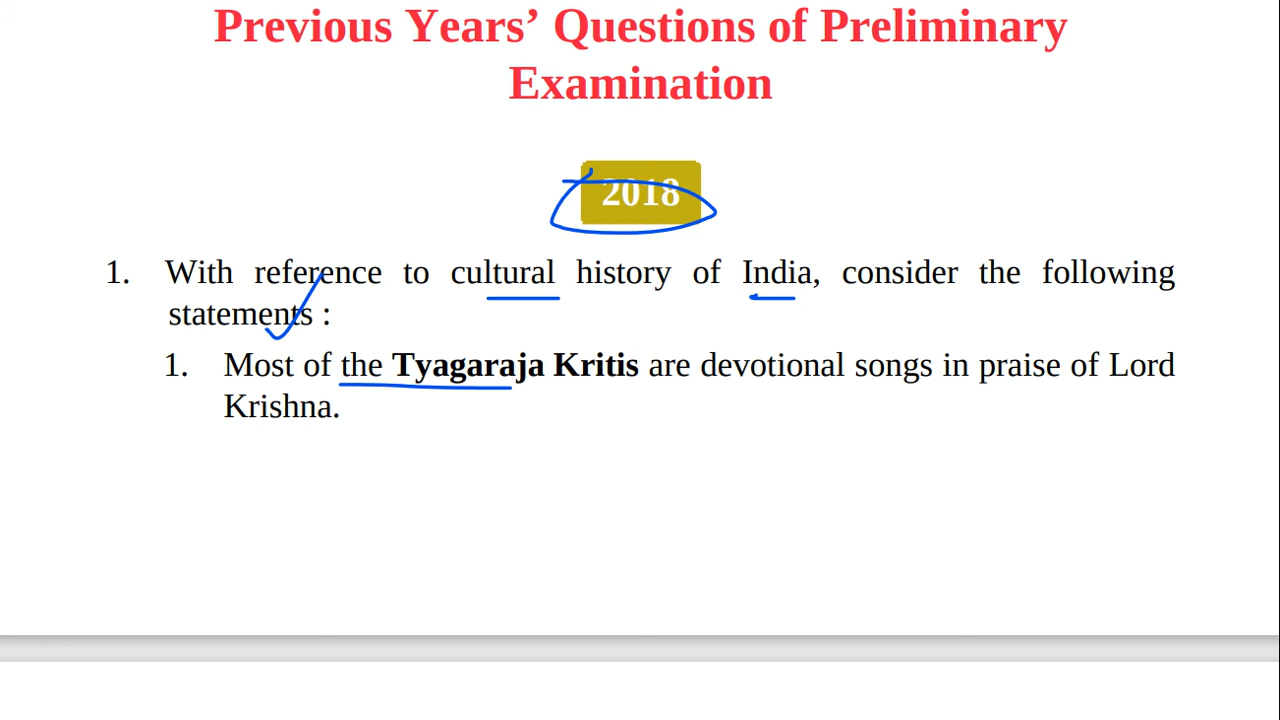 Previous Years’ Questions of Preliminary
Examination
2018
1. With reference to cultural history of India, consider the following
statements :
1. Most of the Tyagaraja Kritis are devotional songs in praise of Lord
Krishna.